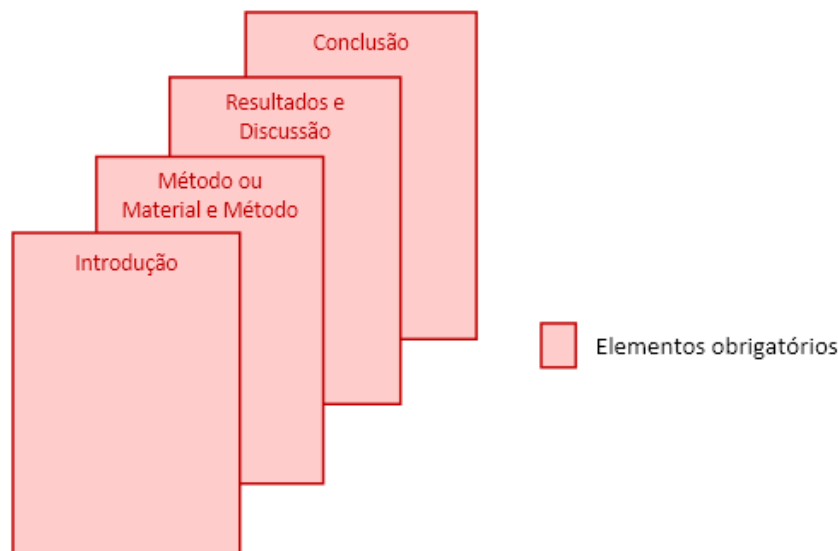 Conclusão
Resultados e
Discussão
Método ou
Material e Método
Introdução
Elementos obrigatórios